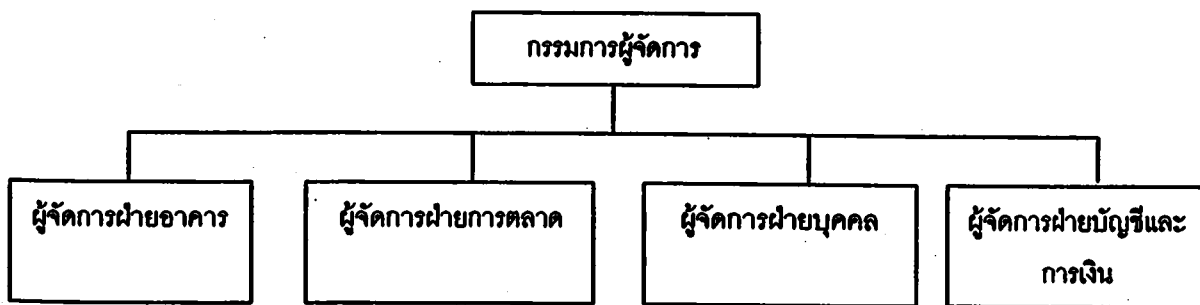 กรรมการผู้จัดการ
ผู้จัดการฝ่ายอาคาร
ผู้จัดการฝ่ายการตลาด
ผู้จัดการฝ่ายบุคคล
ผู้จัดการฝ่ายบัญชีและ
การเงิน